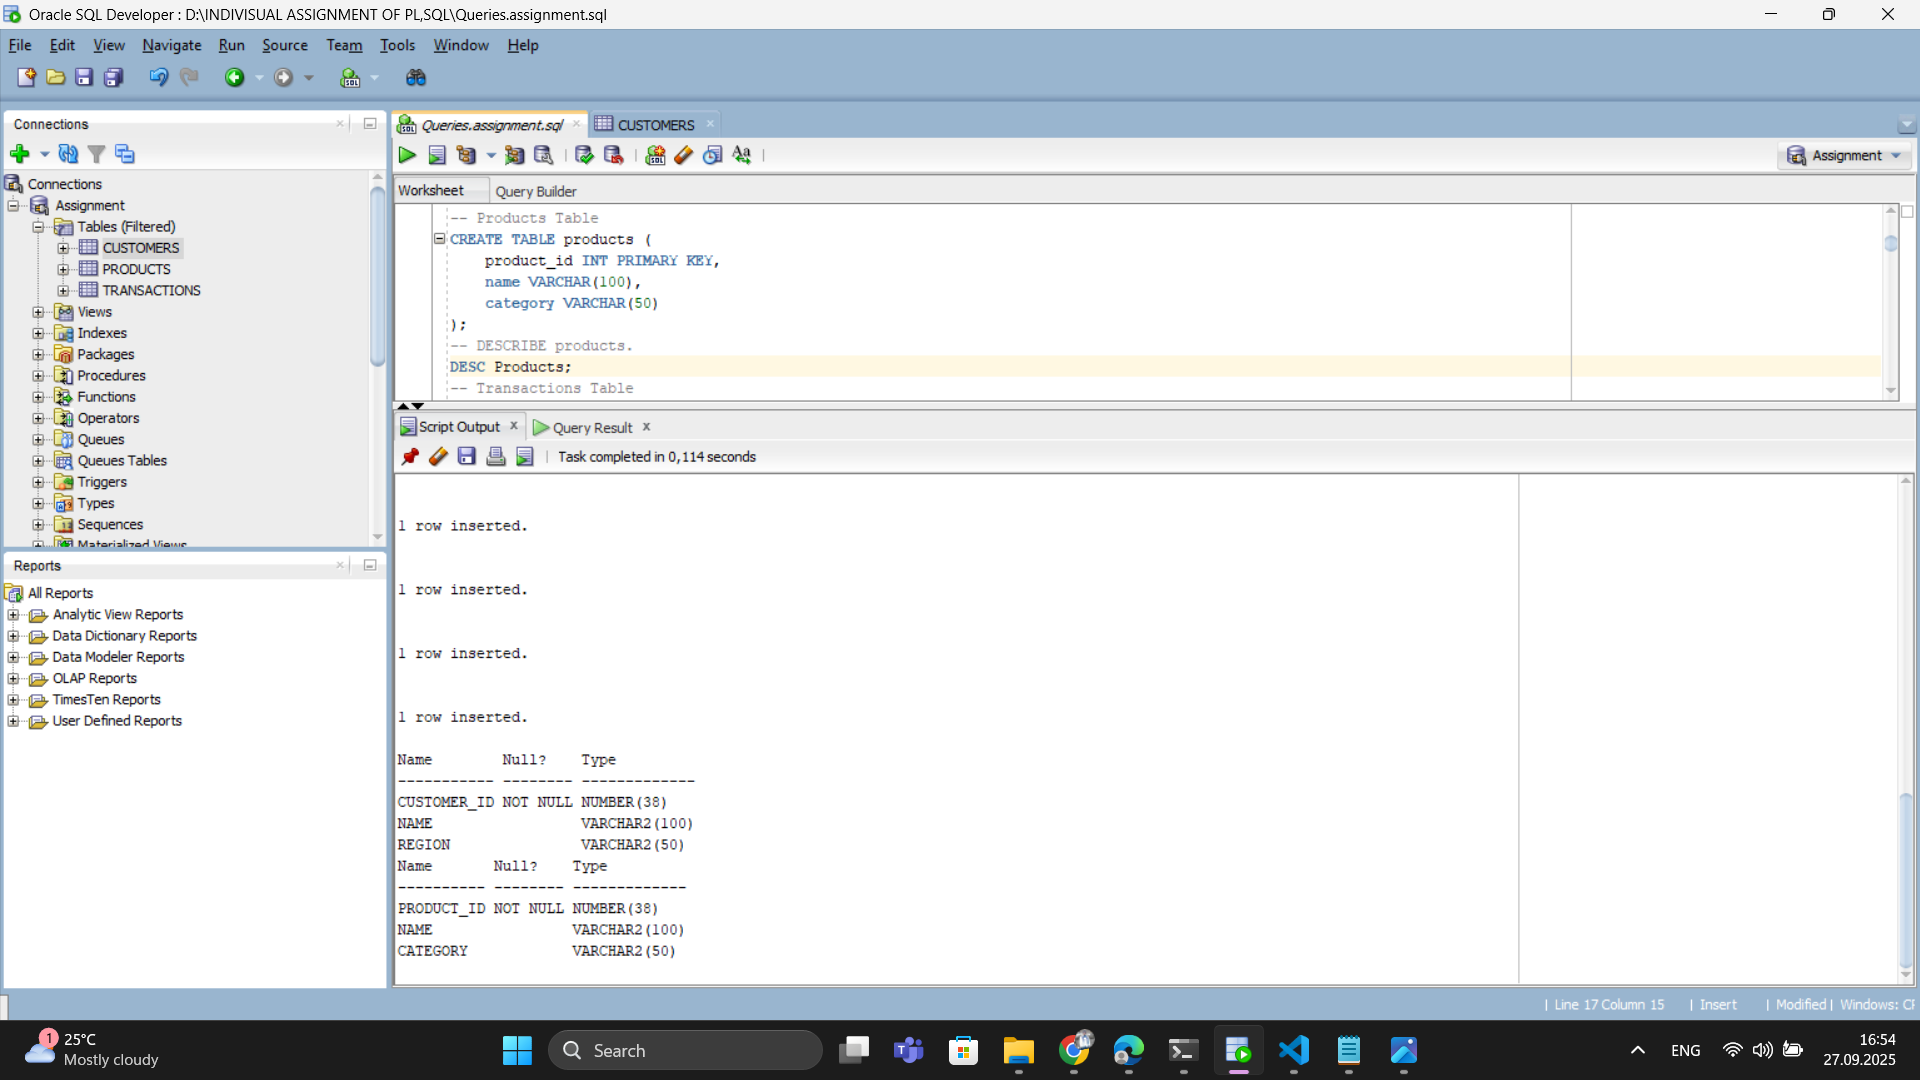 Oracle SQL Developer : D:\INDIVISUAL ASSIGNMENT OF PL,SQL\Queries.assignment.sql
File Edit View Navigate Run Source Team Tools Window Help
Connections
Connections
Assignment
Tables (Filtered)
CUSTOMERS
PRODUCTS
TRANSACTIONS
Views
Indexes
Packages
Procedures
Functions
Operators
Queues
Queues Tables
Triggers
Types
Sequences
Materialized Views
Reports
All Reports
Analytic View Reports
Data Dictionary Reports
Data Modeler Reports
OLAP Reports
TimesTen Reports
User Defined Reports
Queries.assignment.sql CUSTOMERS
Assignment
Worksheet Query Builder
-- Products Table
CREATE TABLE products (
product_id INT PRIMARY KEY,
name VARCHAR(100),
category VARCHAR(50)
);
-- DESCRIBE products.
DESC Products;
-- Transactions Table
Script Output Query Result
Task completed in 0,114 seconds
1 row inserted.
1 row inserted.
1 row inserted.
1 row inserted.
Name Null? Type
----------- -------- -------------
CUSTOMER_ID NOT NULL NUMBER(38)
NAME VARCHAR2(100)
REGION VARCHAR2(50)
Name Null? Type
---------- -------- -------------
PRODUCT_ID NOT NULL NUMBER(38)
NAME VARCHAR2(100)
CATEGORY VARCHAR2(50)
| Line 17 Column 15 | Insert | Modified | Windows: CF
1
25°C
Mostly cloudy
Search
ENG
16:54
27.09.2025